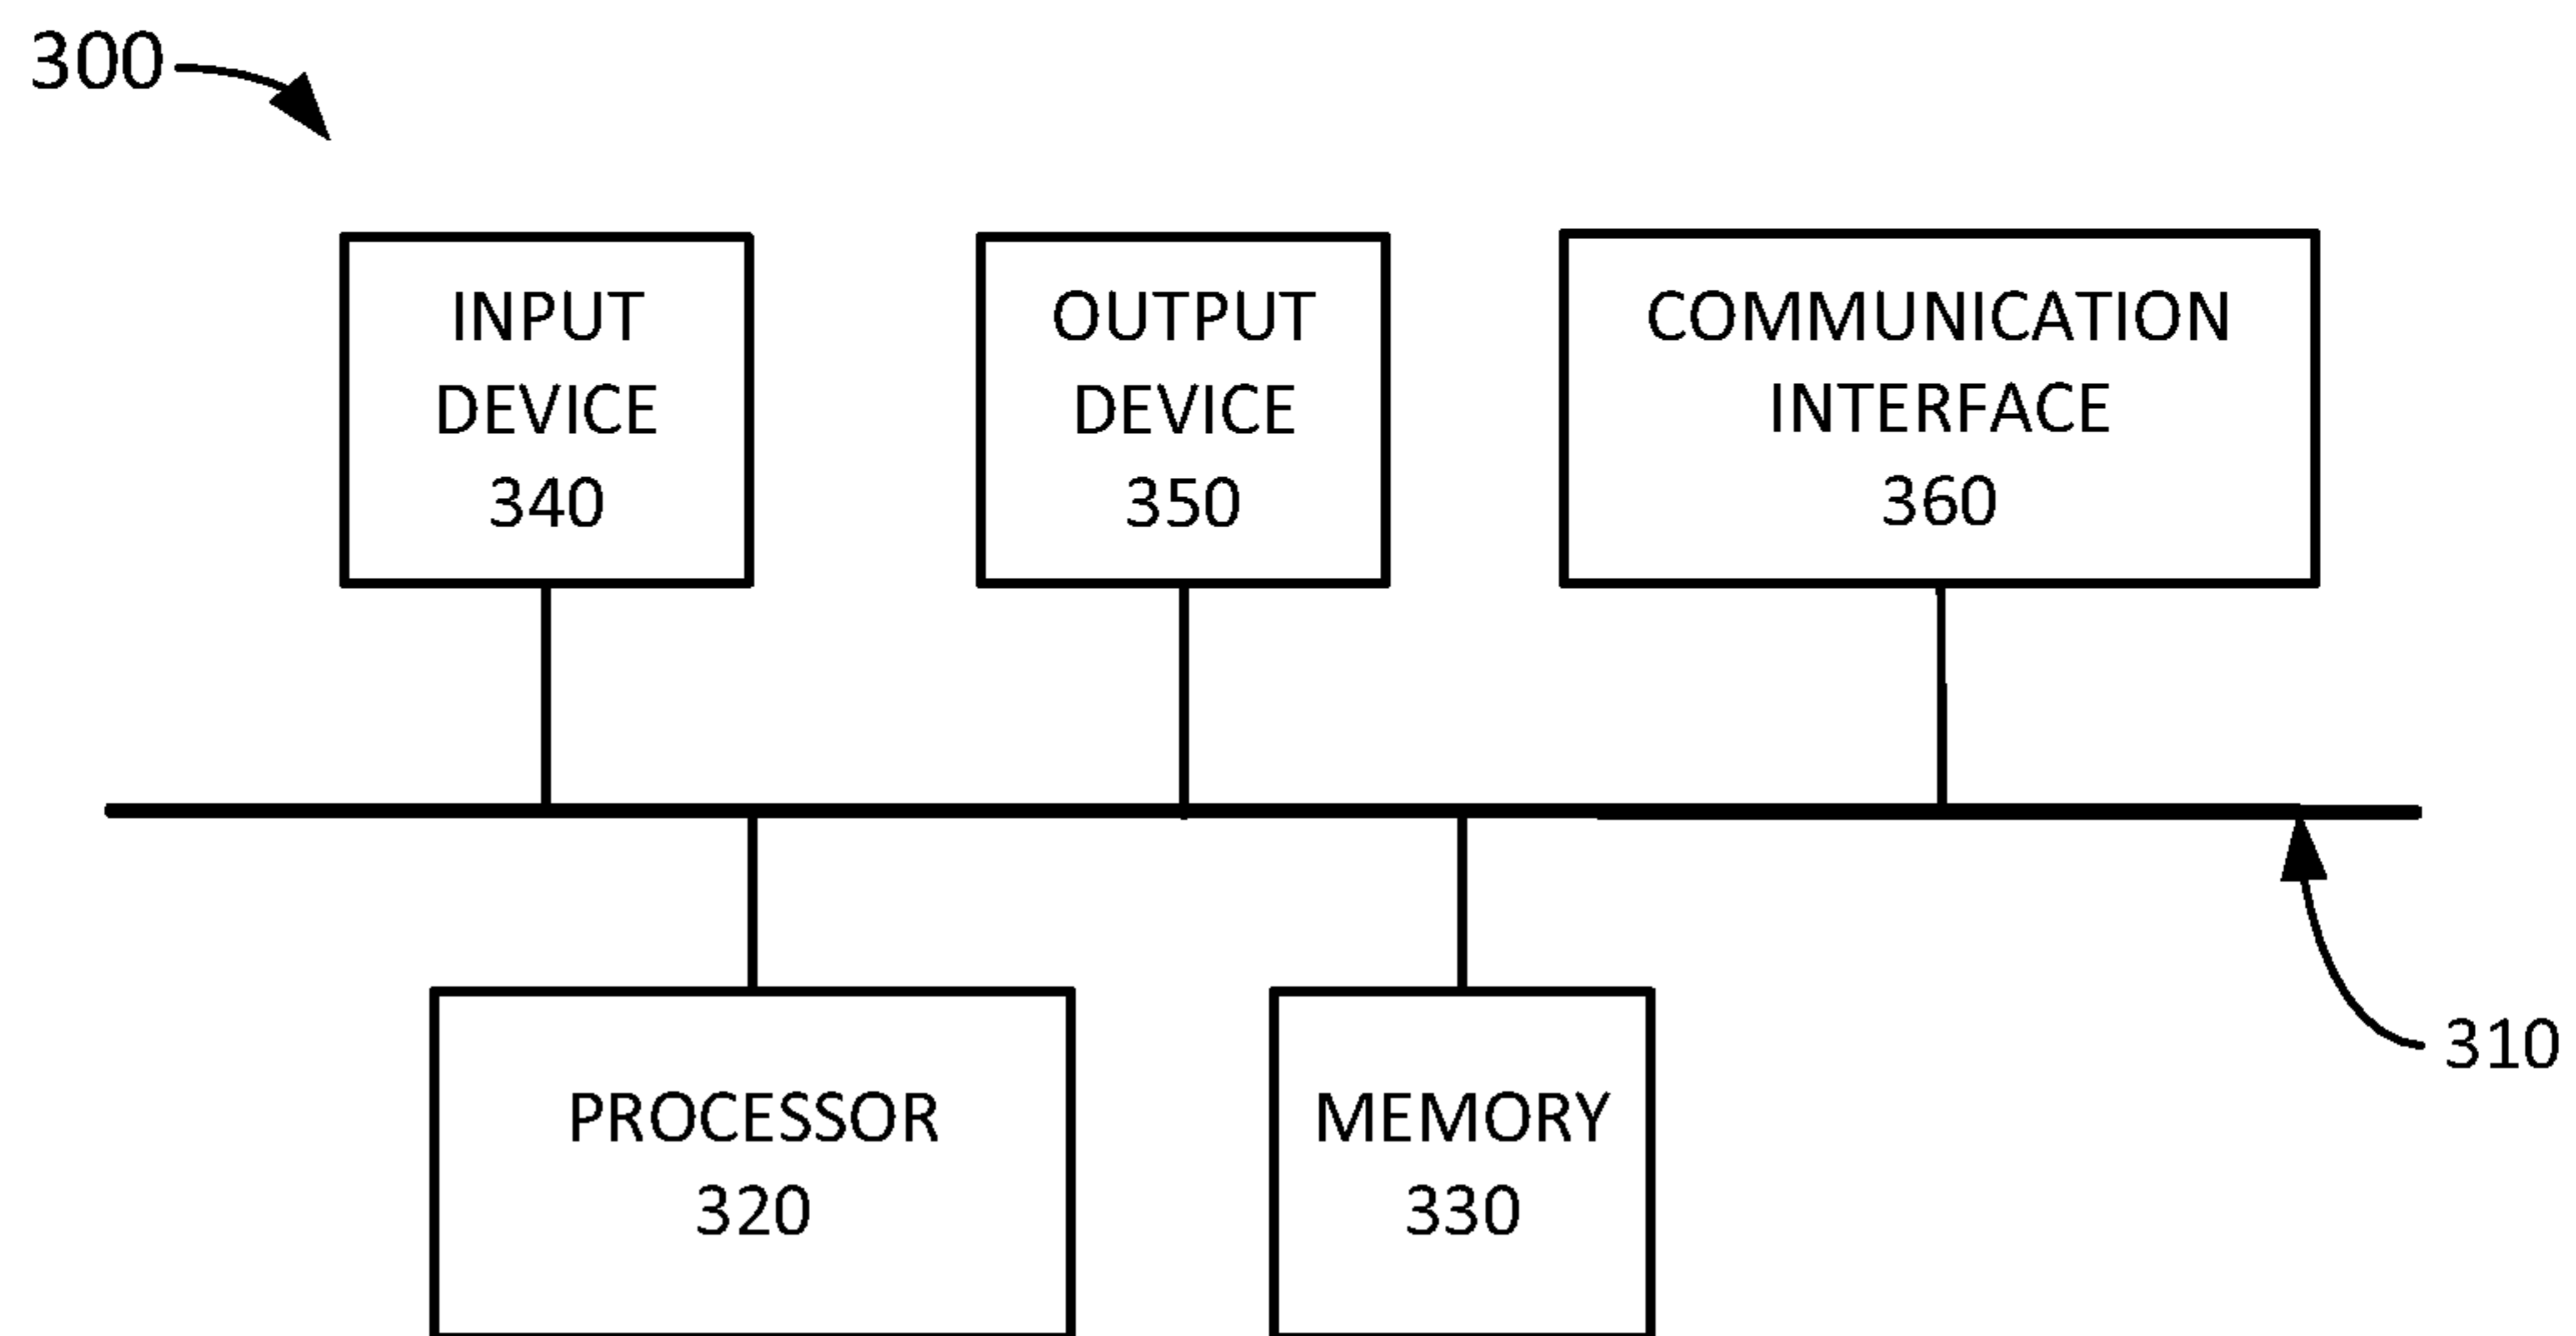 300
INPUT
DEVICE
340
OUTPUT
DEVICE
350
COMMUNICATION
INTERFACE
360
PROCESSOR
320
MEMORY
330
310